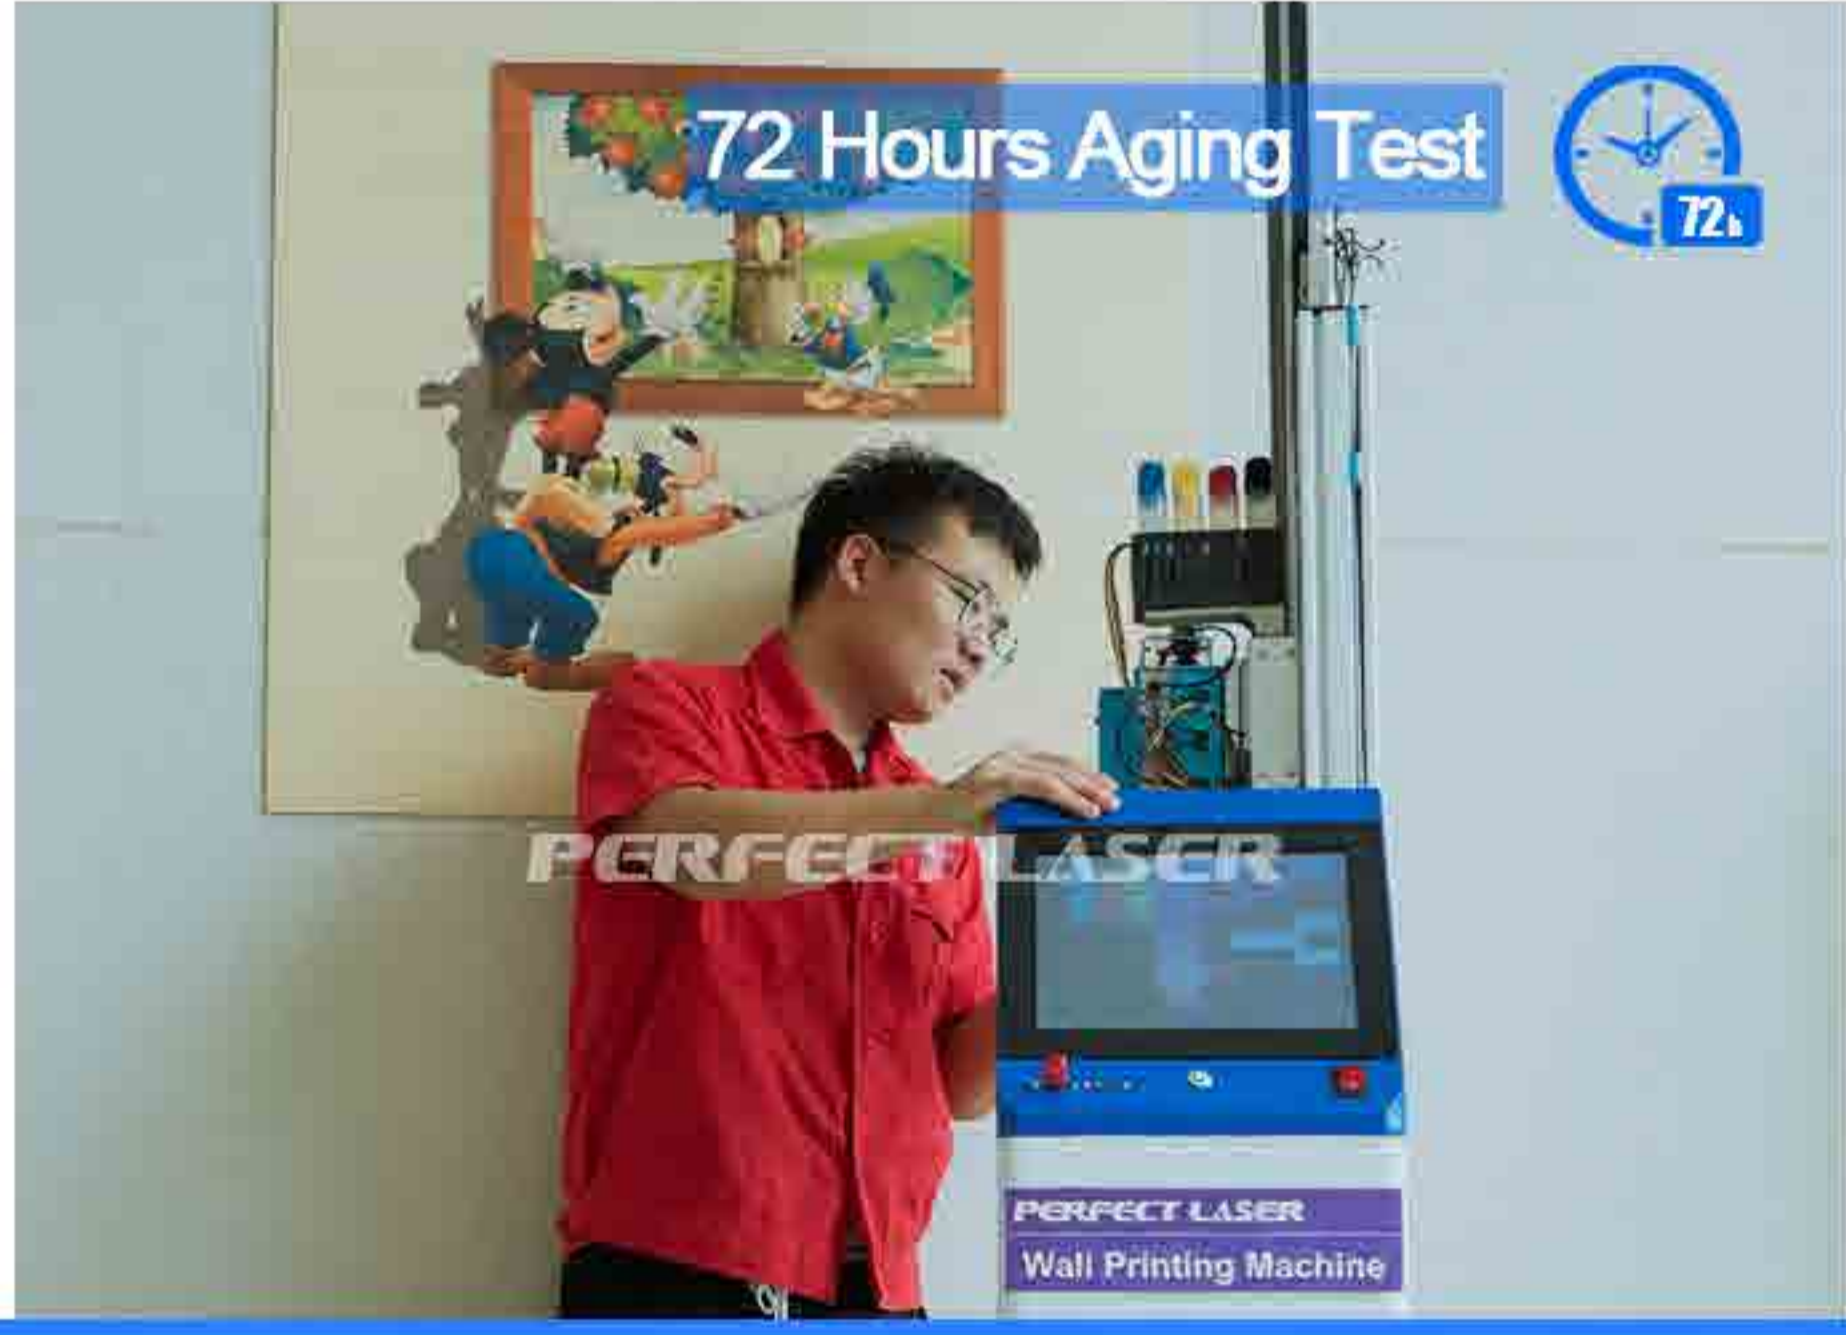 72 Hours Aging Test
72h
PERFECT LASER
PERFECT LASER
Wall Printing Machine